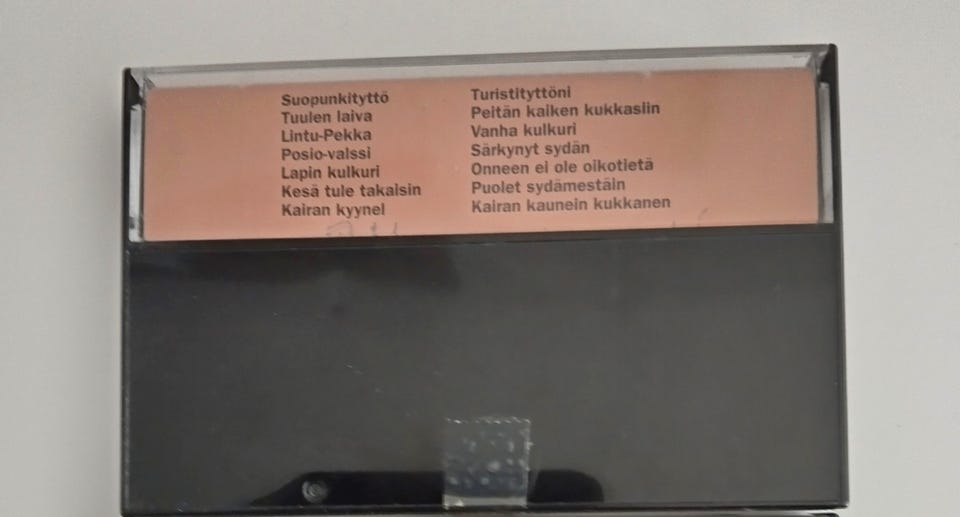 Suopunkityttö
Tuulen laiva
Lintu-Pekka
Posio-valssi
Lapin kulkuri
Kesä tule takaisin
Kairan kyynel
Turistityttöni
Peitän kaiken kukkasiin
Vanha kulkuri
Särkynyt sydän
Onneen ei ole oikotietä
Puolet sydämestäin
Kairan kaunein kukkanen